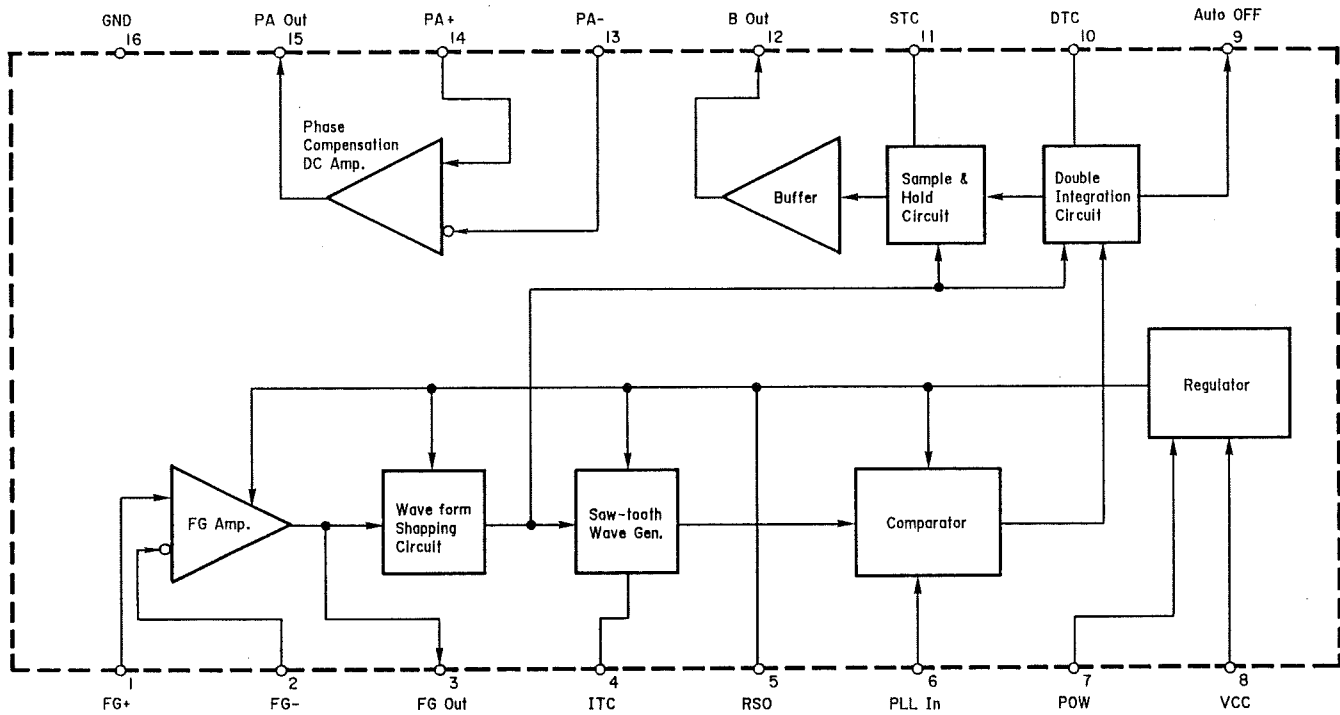 GND
PA Out
PA+
PA-
B Out
STC
DTC
Auto OFF
16
15
14
13
12
11
10
9
Phase
Compensation
DC Amp.
Buffer
Sample &
Hold
Circuit
Double
Integration
Circuit
Regulator
FG Amp.
Wave form
Shapping
Circuit
Saw-tooth
Wave Gen.
Comparator
1
2
3
4
5
6
7
8
FG+
FG-
FG Out
ITC
RSO
PLL In
POW
VCC